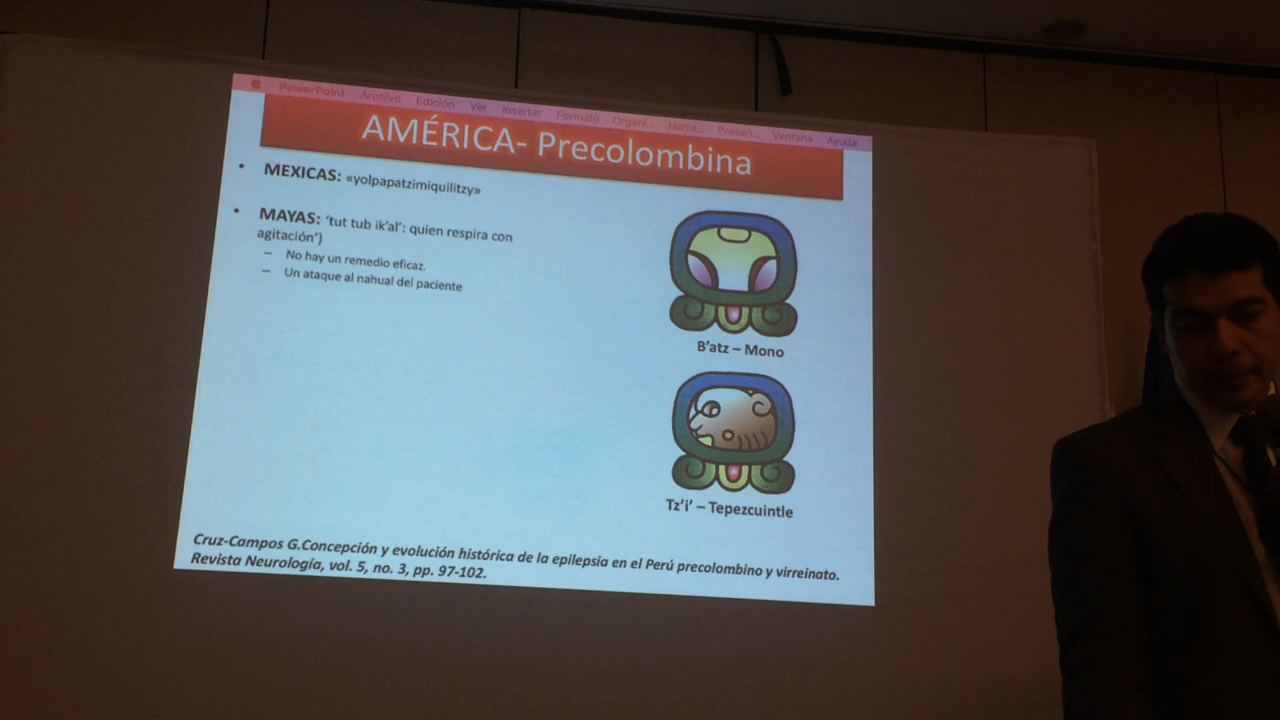 PowerPoint Archivo Edición Ver Insertar Formato Organi... Herra... Presen... Ventana Ayuda
AMÉRICA- Precolombina
• MEXICAS: «yolpapatzimiquilitzy»
• MAYAS: ‘tut tub ik’al’: quien respira con
agitación’)
– No hay un remedio eficaz.
– Un ataque al nahual del paciente
B’atz – Mono
Tz’i’ – Tepezcuintle
Cruz-Campos G.Concepción y evolución histórica de la epilepsia en el Perú precolombino y virreinato.
Revista Neurología, vol. 5, no. 3, pp. 97-102.